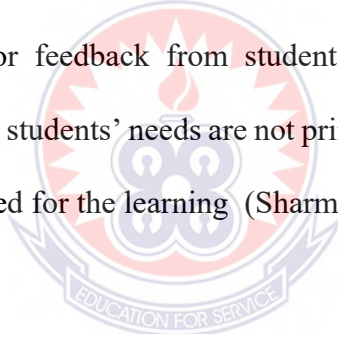 or feedback from student
students’ needs are not pri
ed for the learning (Sharm
EDUCATION FOR SERVICE